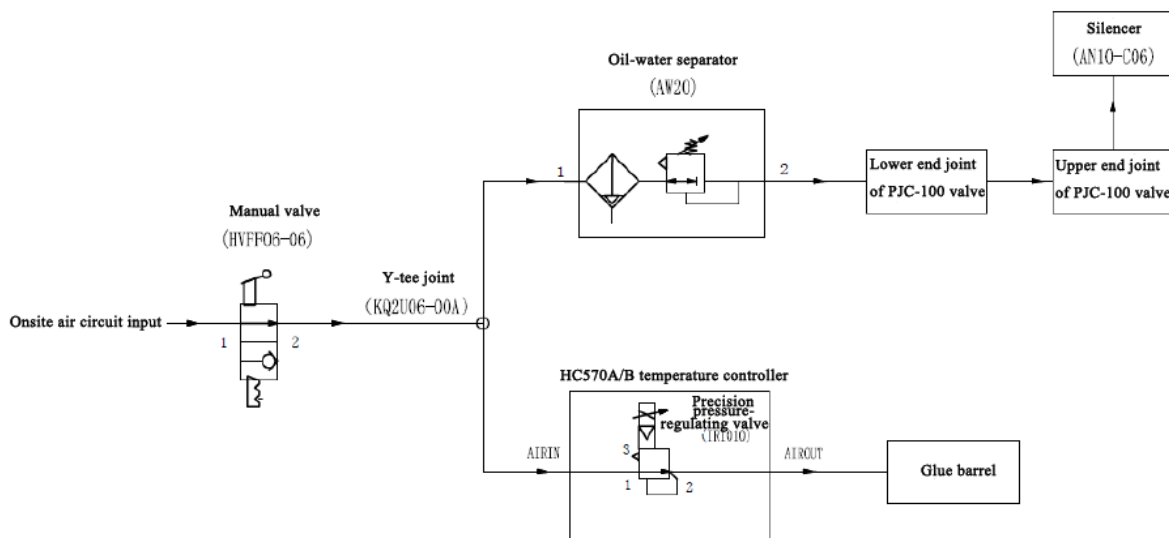 Silencer
(AN10-C06)
Oil-water separator
(AW20)
1
2
Lower end joint
of PJC-100 valve
Upper end joint
of PJC-100 valve
Manual valve
(HVFF06-06)
Y-tee joint
(KQ2U06-00A)
Onsite air circuit input
1
2
HC570A/B temperature controller
Precision
pressure-
regulating valve
3
AIRIN
AIROUT
1
2
Glue barrel